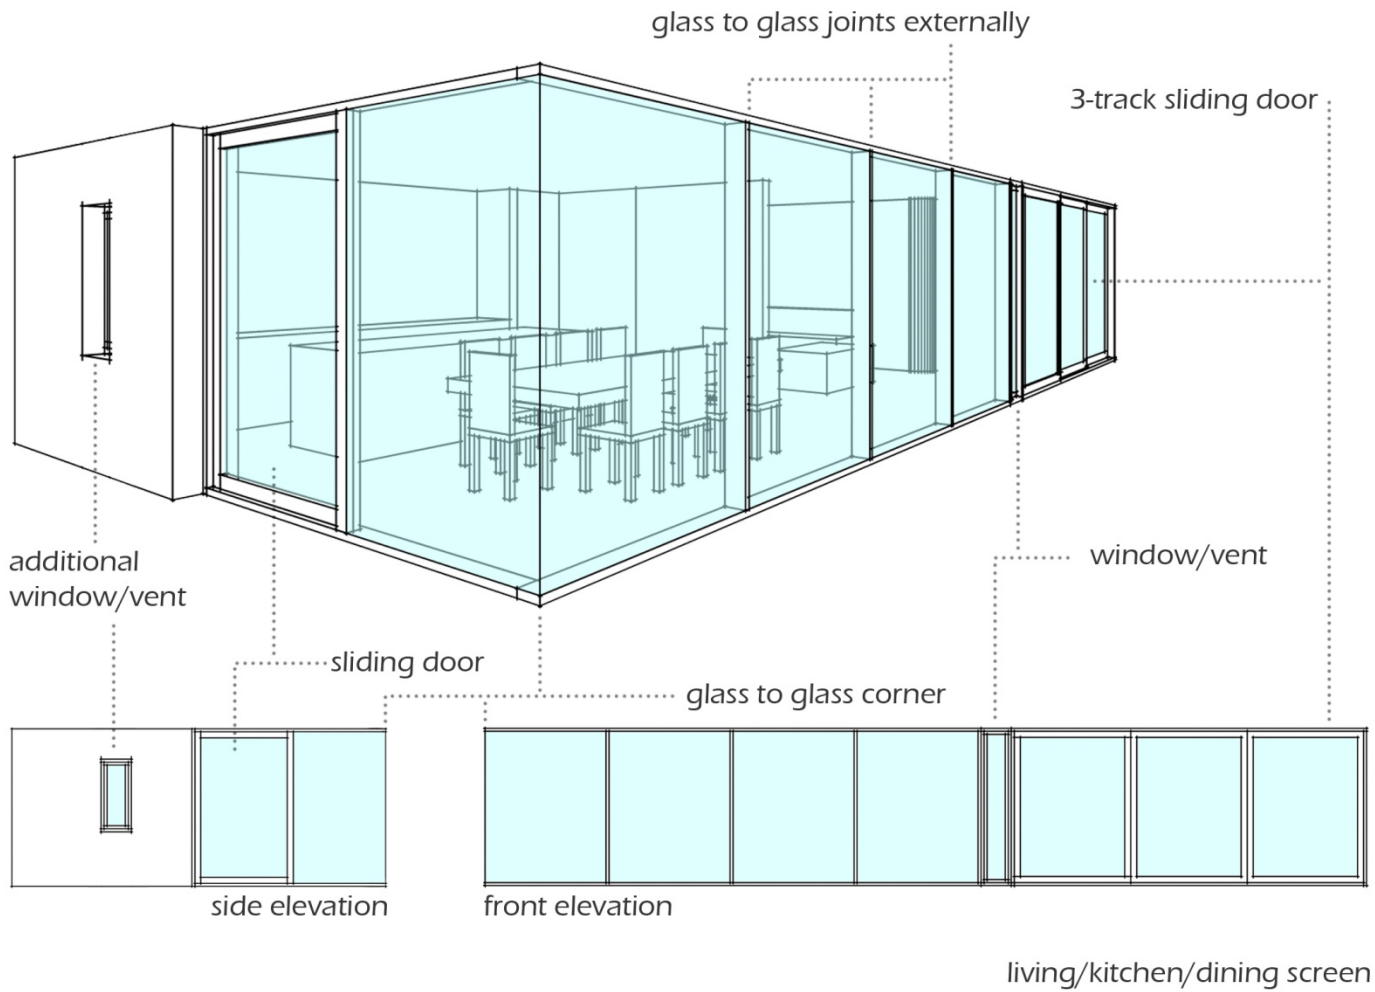 glass to glass joints externally
3-track sliding door
additional
window/vent
window/vent
sliding door
glass to glass corner
side elevation
front elevation
living/kitchen/dining screen